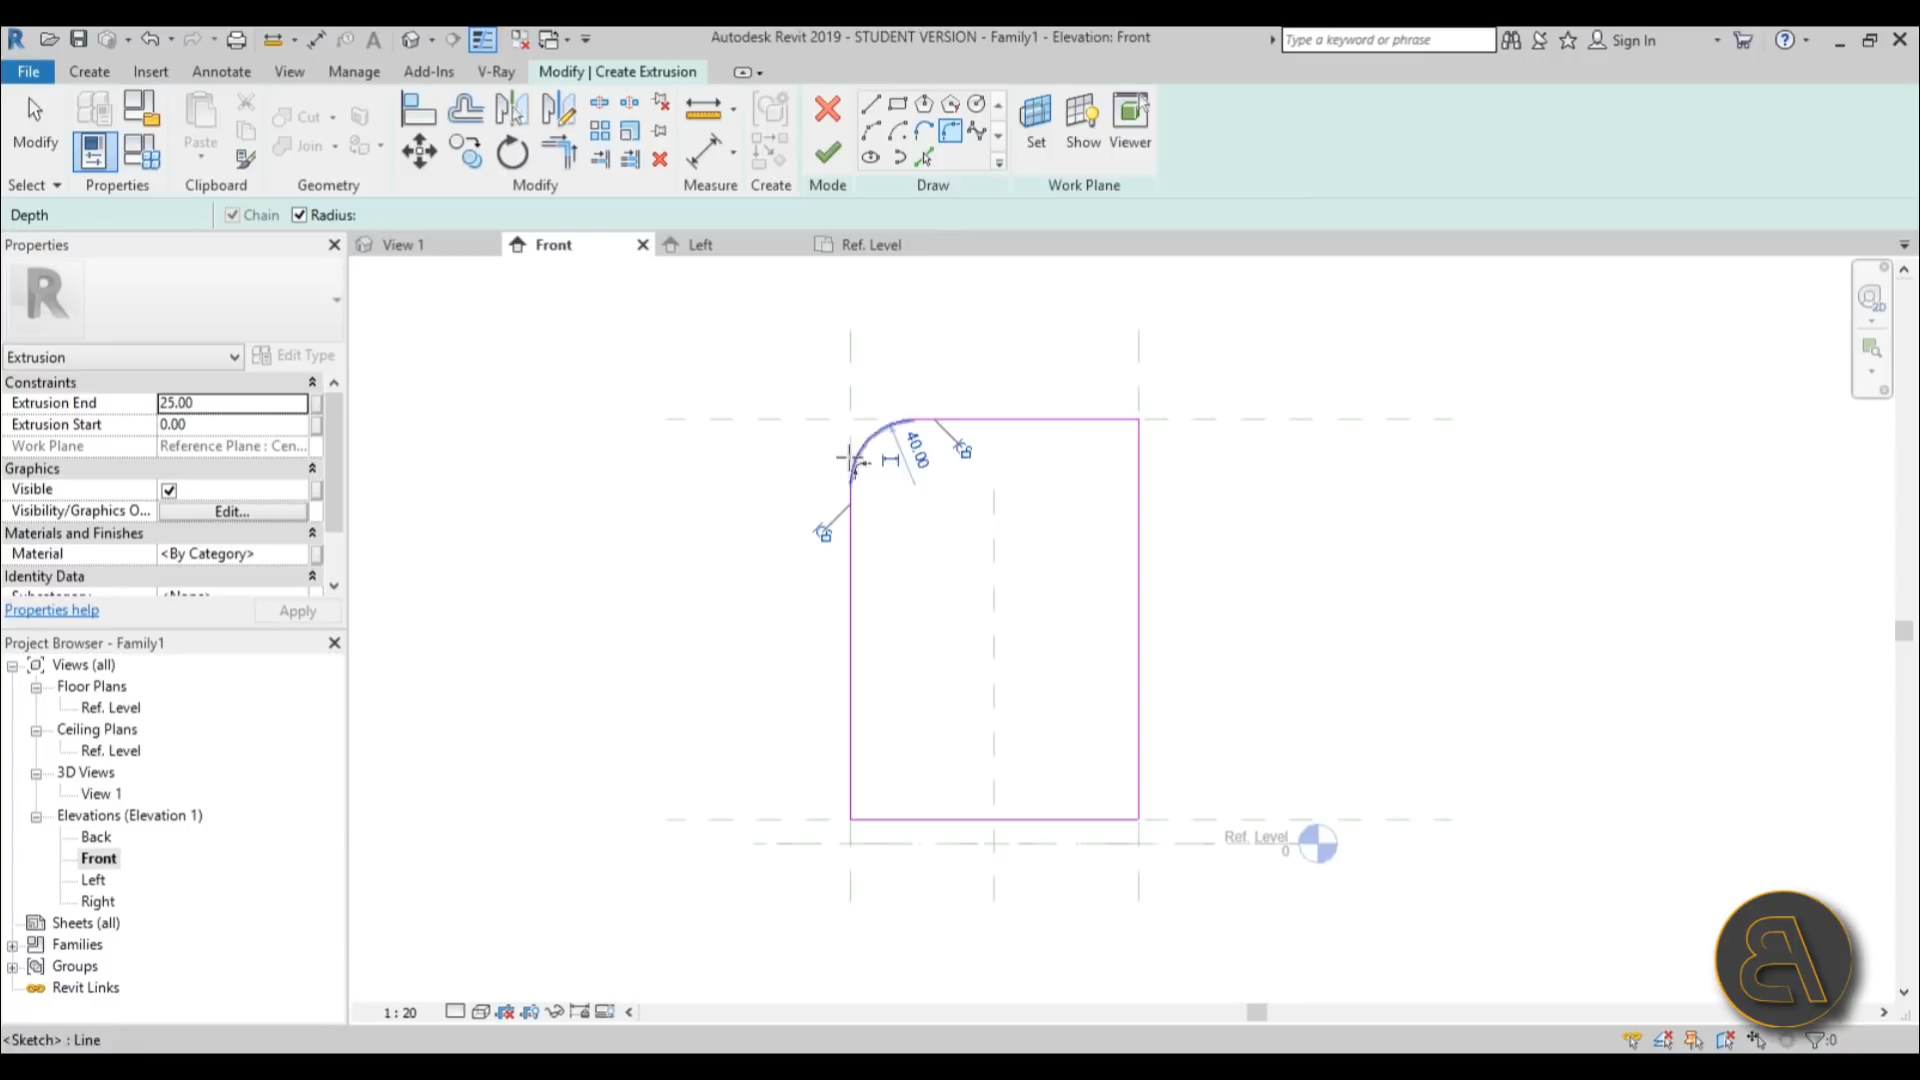 Autodesk Revit 2019 - STUDENT VERSION - Family1 - Elevation: Front
Type a keyword or phrase
Sign In
File
Create
Insert
Annotate
View
Manage
Add-Ins
V-Ray
Modify | Create Extrusion
Modify
Paste
Cut
Join
Set
Show
Viewer
Select
Properties
Clipboard
Geometry
Modify
Measure
Create
Mode
Draw
Work Plane
Depth
Chain
Radius:
Properties
View 1
Front
Left
Ref. Level
Extrusion
Edit Type
Constraints
Extrusion End 25.00
Extrusion Start 0.00
Work Plane Reference Plane : Cen...
Graphics
Visible
Visibility/Graphics O... Edit...
Materials and Finishes
Material <By Category>
Identity Data
Properties help
Apply
Project Browser - Family1
Views (all)
Floor Plans
Ref. Level
Ceiling Plans
Ref. Level
3D Views
View 1
Elevations (Elevation 1)
Back
Front
Left
Right
Sheets (all)
Families
Groups
Revit Links
40.00
Ref. Level
0
2D
1 : 20
<Sketch> : Line
:0